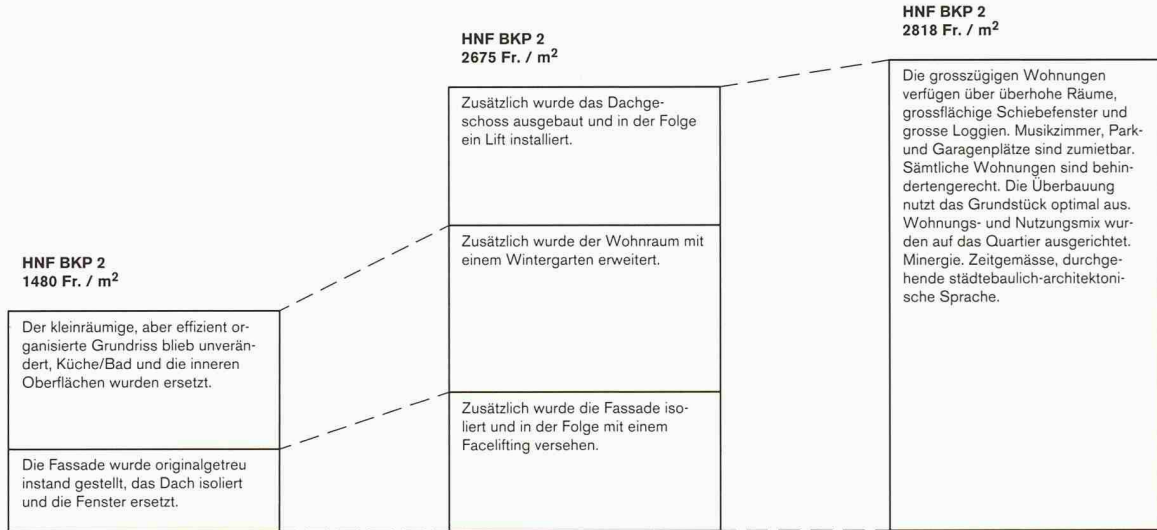 HNF BKP 2
1480 Fr. / m²
Der kleinräumige, aber effizient or-
ganisierte Grundriss blieb unverän-
dert, Küche/Bad und die inneren
Oberflächen wurden ersetzt.
Die Fassade wurde originalgetreu
instand gestellt, das Dach isoliert
und die Fenster ersetzt.
HNF BKP 2
2675 Fr. / m²
Zusätzlich wurde das Dachge-
schoss ausgebaut und in der Folge
ein Lift installiert.
Zusätzlich wurde der Wohnraum mit
einem Wintergarten erweitert.
Zusätzlich wurde die Fassade iso-
liert und in der Folge mit einem
Facelifting versehen.
HNF BKP 2
2818 Fr. / m²
Die grosszügigen Wohnungen
verfügen über überhohe Räume,
grossflächige Schiebefenster und
grosse Loggien. Musikzimmer, Park-
und Garagenplätze sind zumietbar.
Sämtliche Wohnungen sind behin-
dertengerecht. Die Überbauung
nutzt das Grundstück optimal aus.
Wohnungs- und Nutzungsmix wur-
den auf das Quartier ausgerichtet.
Minergie. Zeitgemässe, durchge-
hende städtebaulich-architektoni-
sche Sprache.